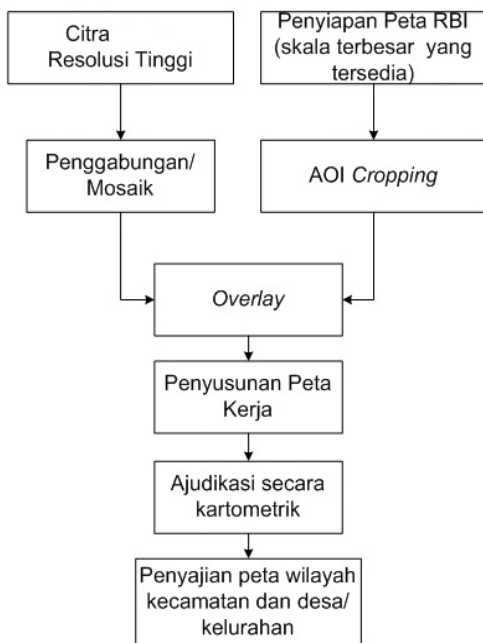 Citra
Resolusi Tinggi
Penyiapan Peta RBI
(skala terbesar yang
tersedia)
Penggabungan/
Mosaik
AOI Cropping
Overlay
Penyusunan Peta
Kerja
Ajudikasi secara
kartometrik
Penyajian peta wilayah
kecamatan dan desa/
kelurahan